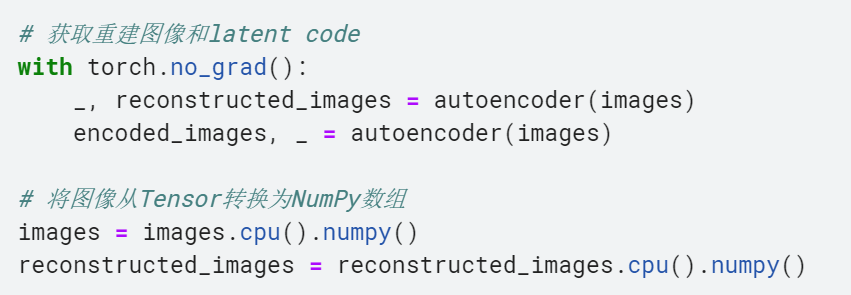 # 获取重建图像和latent code
with torch.no_grad():
    _, reconstructed_images = autoencoder(images)
    encoded_images, _ = autoencoder(images)

# 将图像从Tensor转换为NumPy数组
images = images.cpu().numpy()
reconstructed_images = reconstructed_images.cpu().numpy()